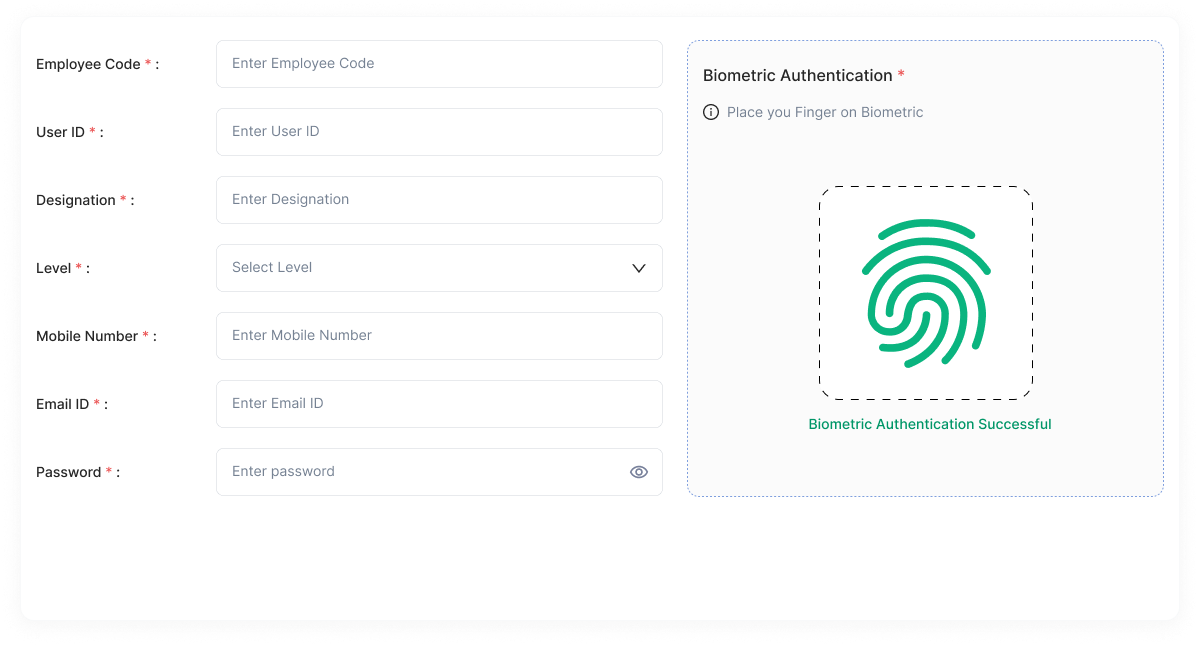 Employee Code * :
Enter Employee Code
User ID * :
Enter User ID
Designation * :
Enter Designation
Level * :
Select Level
Mobile Number * :
Enter Mobile Number
Email ID * :
Enter Email ID
Password * :
Enter password
Biometric Authentication *
Place you Finger on Biometric
Biometric Authentication Successful